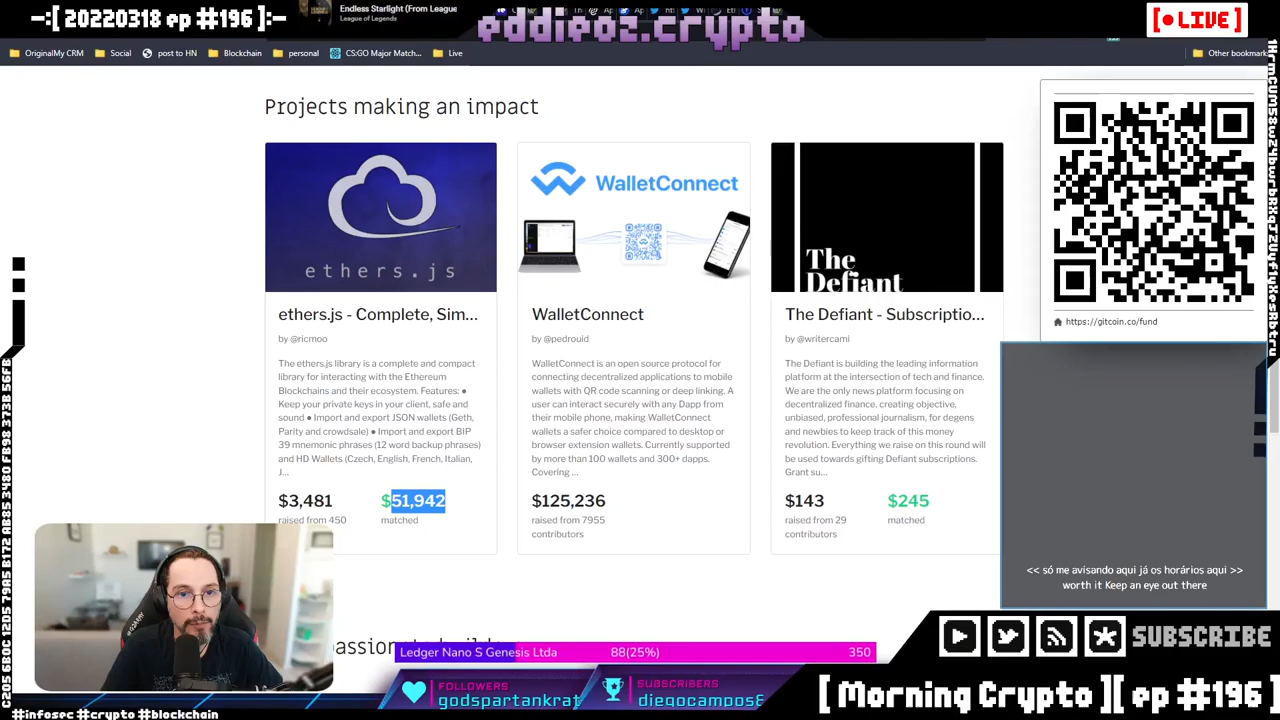 -:[ 20220318 ep #196 ]:-
Endless Starlight (From League
League of Legends
eddieoz.crypto
[ • LIVE ]
OriginalMy CRM
Social
post to HN
Blockchain
personal
CS:GO Major Match...
Live
Other bookmark
Projects making an impact
ethers.js
WalletConnect
The
Defiant
ethers.js - Complete, Sim...
by @ricmoo
The ethers.js library is a complete and compact
library for interacting with the Ethereum
Blockchains and their ecosystem. Features: ●
Keep your private keys in your client, safe and
sound ● Import and export JSON wallets (Geth,
Parity and crowdsale) ● Import and export BIP
39 mnemonic phrases (12 word backup phrases)
and HD Wallets (Czech, English, French, Italian,
J...
$3,481
raised from 450
$51,942
matched
WalletConnect
by @pedrouid
WalletConnect is an open source protocol for
connecting decentralized applications to mobile
wallets with QR code scanning or deep linking. A
user can interact securely with any Dapp from
their mobile phone, making WalletConnect
wallets a safer choice compared to desktop or
browser extension wallets. Currently supported
by more than 100 wallets and 300+ dapps.
Covering ...
$125,236
raised from 7955
contributors
The Defiant - Subscriptio...
by @writercami
The Defiant is building the leading information
platform at the intersection of tech and finance.
We are the only news platform focusing on
decentralized finance, creating objective,
unbiased, professional journalism, for degens
and newbies to keep track of this money
revolution. Everything we raise on this round will
be used towards gifting Defiant subscriptions.
Grant su...
$143
raised from 29
contributors
$245
matched
https://gitcoin.co/fund
<< só me avisando aqui já os horários aqui >>
worth it Keep an eye out there
Ledger Nano S Genesis Ltda
88(25%)
350
FOLLOWERS
godspartankrat
SUBSCRIBERS
diegocampos
SUBSCRIBE
[ Morning Crypto ][ ep #196 ]
#infosec #crypto #blockchain